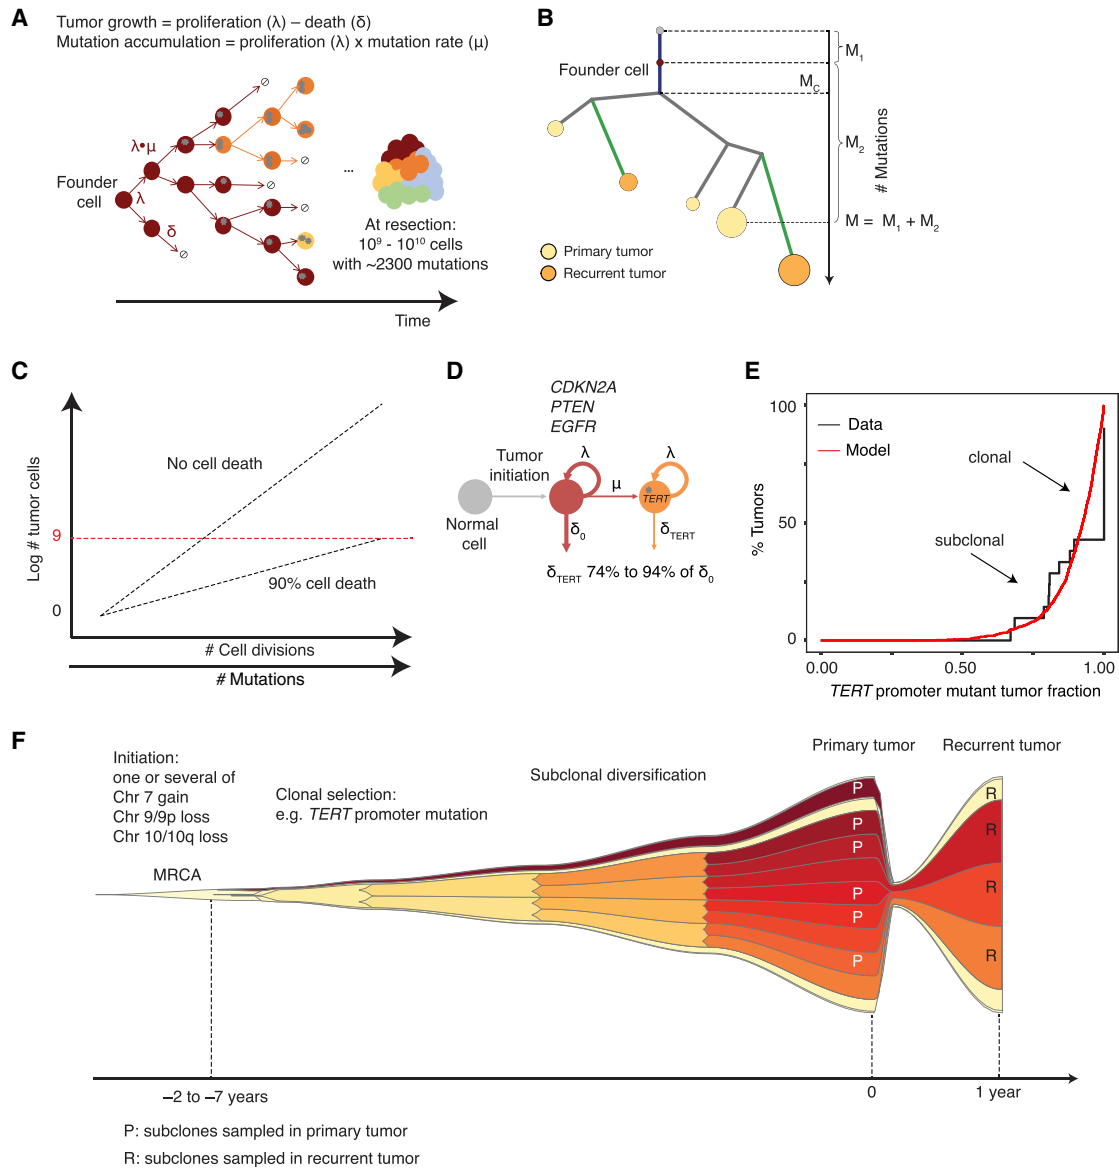 A
Tumor growth = proliferation (λ) – death (δ)
Mutation accumulation = proliferation (λ) x mutation rate (μ)
λ•μ
Founder
cell
λ
δ
...
At resection:
10⁹ - 10¹⁰ cells
with ~2300 mutations
Time
B
Founder cell
M₁
M_C
M₂
# Mutations
M = M₁ + M₂
Primary tumor
Recurrent tumor
C
Log # tumor cells
9
0
No cell death
90% cell death
# Cell divisions
# Mutations
D
CDKN2A
PTEN
EGFR
Tumor
initiation
λ
λ
μ
TERT
Normal
cell
δ₀
δ_TERT
δ_TERT 74% to 94% of δ₀
E
% Tumors
100
50
0
Data
Model
clonal
subclonal
0.00
0.50
1.00
TERT promoter mutant tumor fraction
F
Initiation:
one or several of
Chr 7 gain
Chr 9/9p loss
Chr 10/10q loss
Clonal selection:
e.g. TERT promoter mutation
Subclonal diversification
Primary tumor
Recurrent tumor
MRCA
P
P
P
P
P
R
R
R
R
–2 to –7 years
0
1 year
P: subclones sampled in primary tumor
R: subclones sampled in recurrent tumor